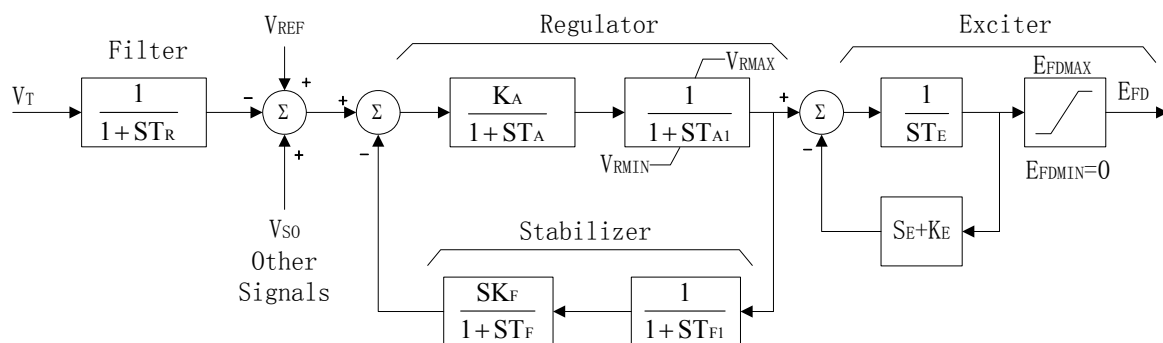 Filter
VREF
Regulator
Exciter
VT
1
1+STR
−
+
Σ
+
VSO
Other
Signals
+
−
Σ
KA
1+STA
VRMAX
1
1+STA1
VRMIN
+
−
Σ
1
STE
EFDMAX
EFDMIN=0
EFD
SE+KE
Stabilizer
SKF
1+STF
1
1+STF1